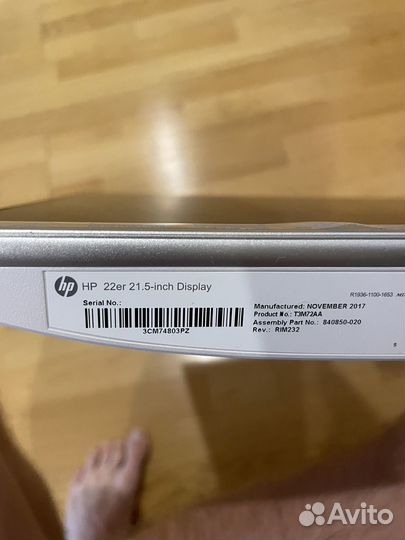 hp HP 22er 21.5-inch Display
R1936-1100-1653
Serial No.:
3CM74803PZ
Manufactured: NOVEMBER 2017
Product No.: T3M72AA
Assembly Part No.: 840850-020
Rev.: RIM232
S
Avito